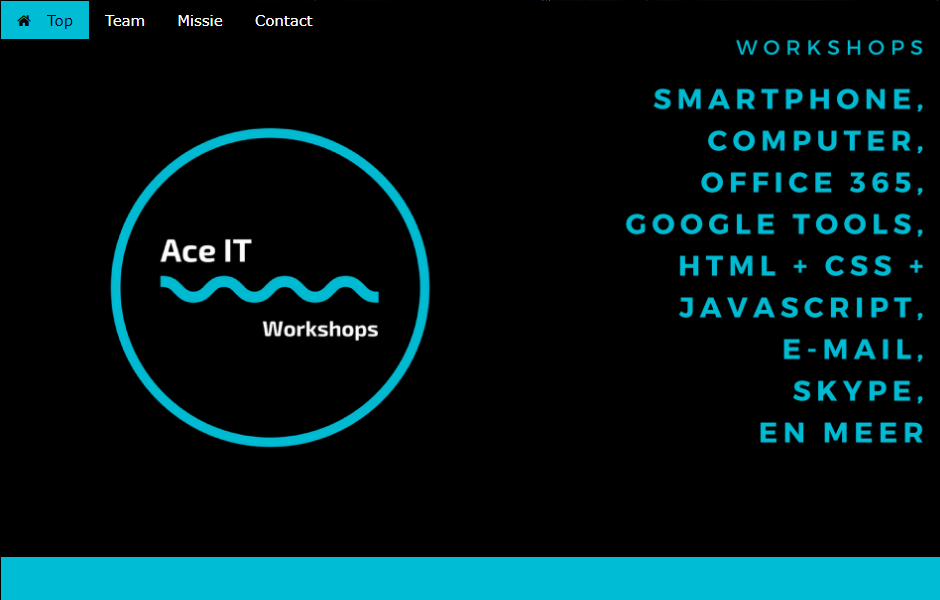 Top Team Missie Contact
WORKSHOPS
SMARTPHONE,
COMPUTER,
OFFICE 365,
GOOGLE TOOLS,
HTML + CSS +
JAVASCRIPT,
E-MAIL,
SKYPE,
EN MEER
Ace IT
Workshops